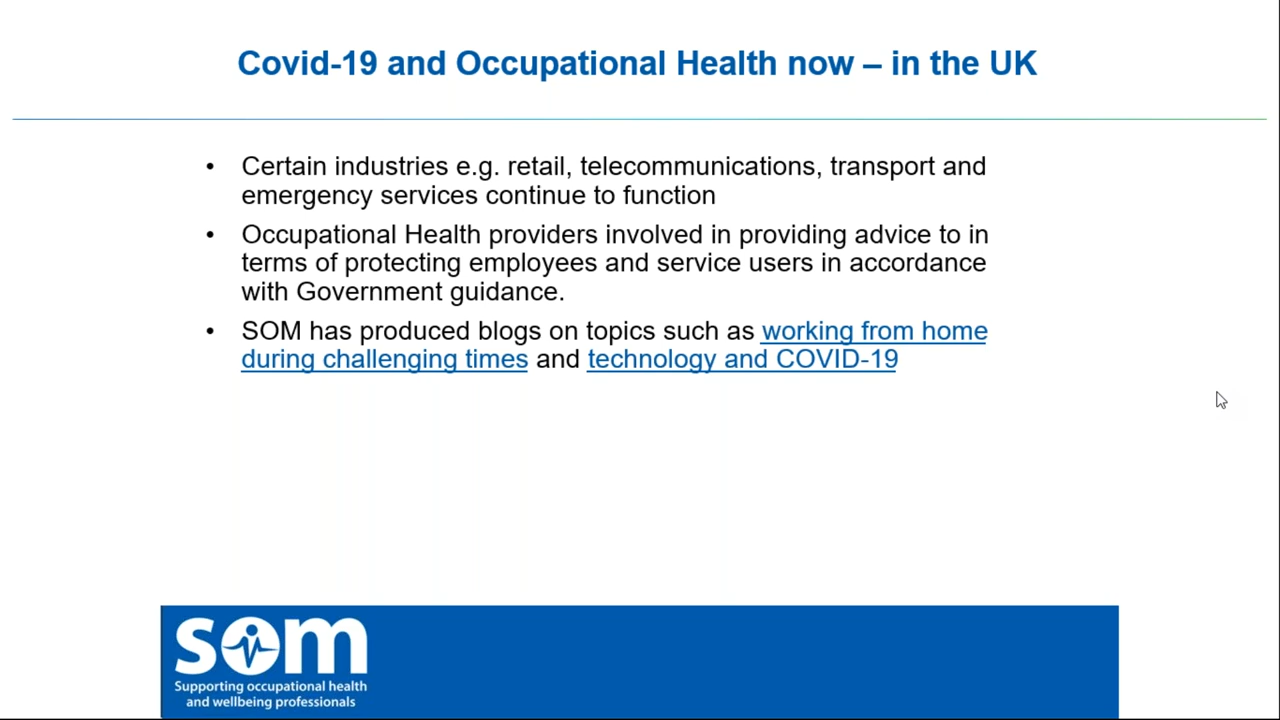 Covid-19 and Occupational Health now – in the UK
• Certain industries e.g. retail, telecommunications, transport and
emergency services continue to function
• Occupational Health providers involved in providing advice to in
terms of protecting employees and service users in accordance
with Government guidance.
• SOM has produced blogs on topics such as working from home
during challenging times and technology and COVID-19
som
Supporting occupational health
and wellbeing professionals